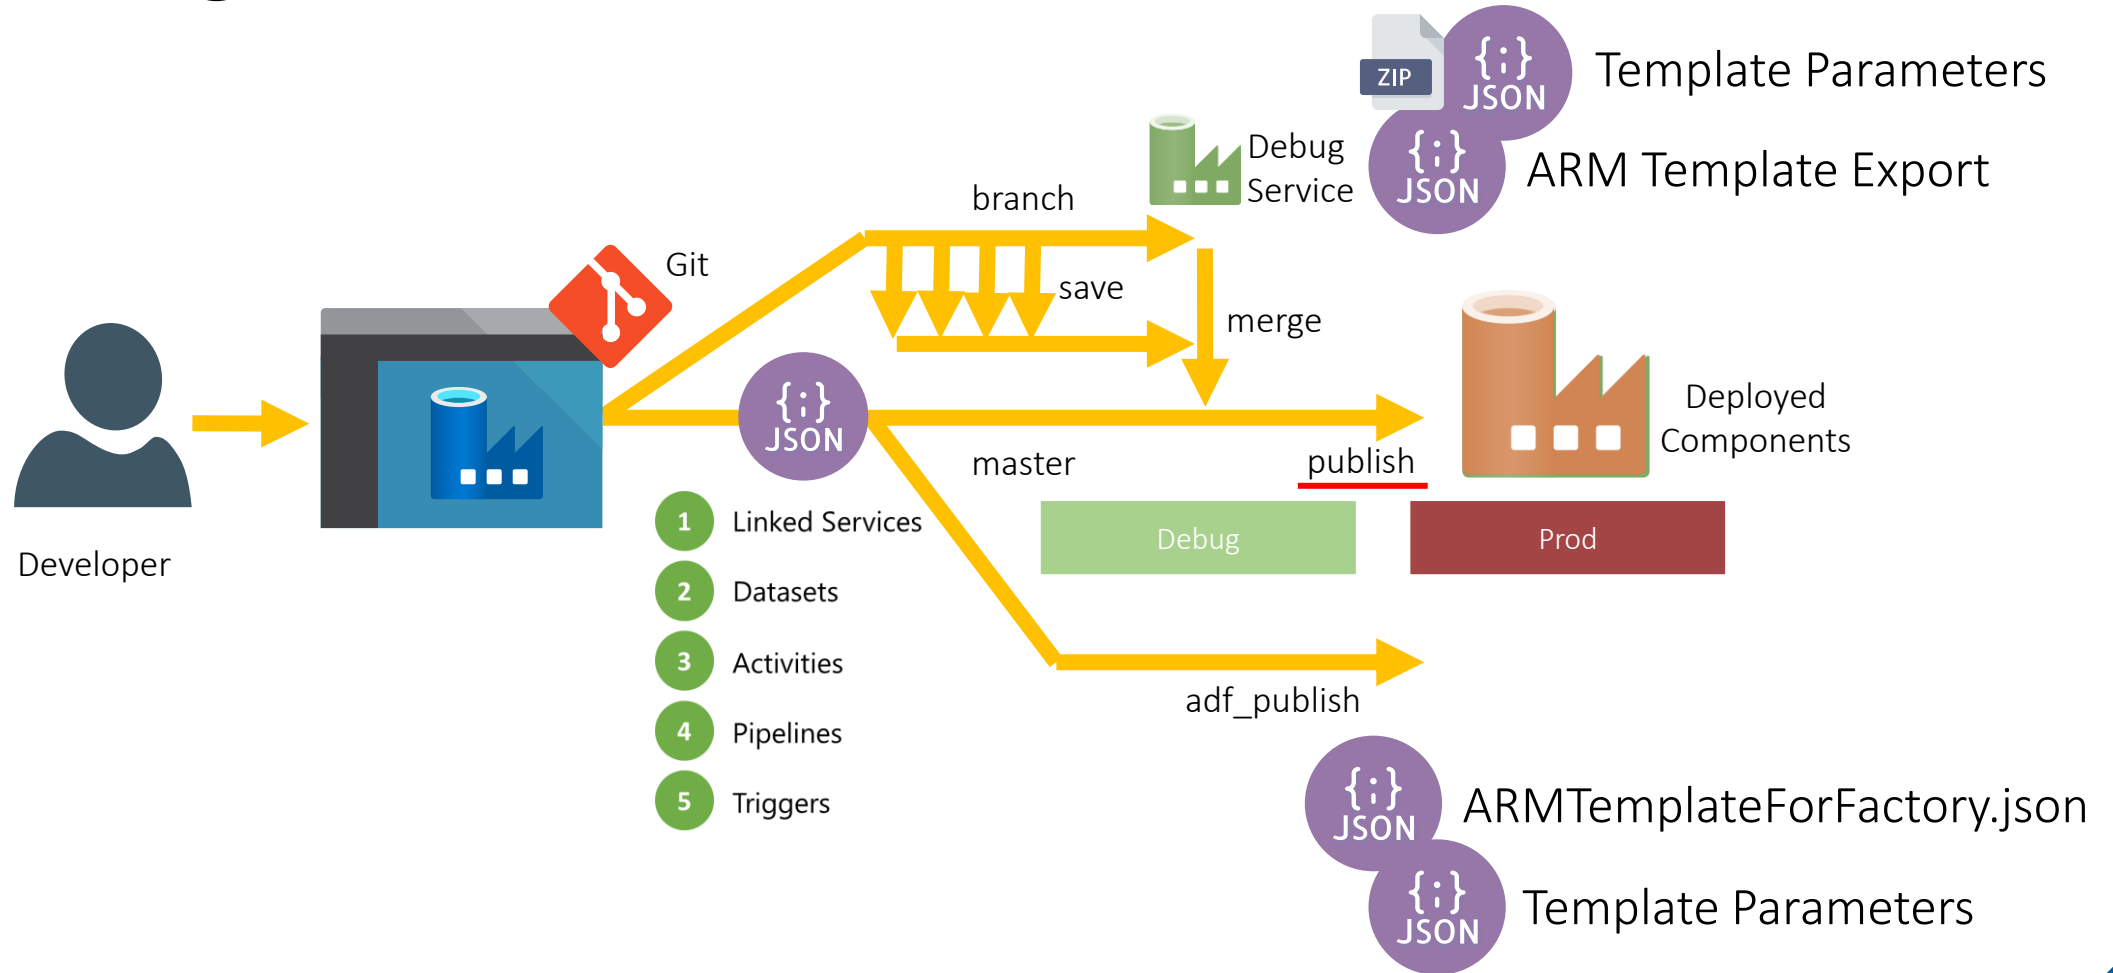 ZIP
{;}
JSON
Template Parameters
{;}
JSON
ARM Template Export
Debug
Service
branch
Git
save
merge
{;}
JSON
Deployed
Components
master
publish
Developer
1 Linked Services
2 Datasets
3 Activities
4 Pipelines
5 Triggers
Debug
Prod
adf_publish
{;}
JSON
ARMTemplateForFactory.json
{;}
JSON
Template Parameters